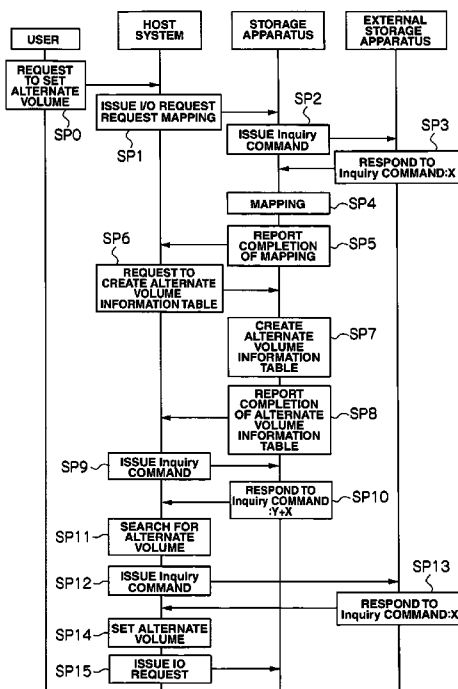 USER
HOST
SYSTEM
STORAGE
APPARATUS
EXTERNAL
STORAGE
APPARATUS
REQUEST
TO SET
ALTERNATE
VOLUME
SP0
ISSUE I/O REQUEST
REQUEST MAPPING
SP1
SP2
ISSUE Inquiry
COMMAND
SP3
RESPOND TO
Inquiry COMMAND:X
MAPPING
SP4
REPORT
COMPLETION
OF MAPPING
SP5
SP6
REQUEST TO
CREATE ALTERNATE
VOLUME
INFORMATION TABLE
CREATE
ALTERNATE
VOLUME
INFORMATION
TABLE
SP7
REPORT
COMPLETION
OF ALTERNATE
VOLUME
INFORMATION
TABLE
SP8
SP9
ISSUE Inquiry
COMMAND
RESPOND TO
Inquiry COMMAND
:Y+X
SP10
SP11
SEARCH FOR
ALTERNATE
VOLUME
SP12
ISSUE Inquiry
COMMAND
SP13
RESPOND TO
Inquiry COMMAND:X
SP14
SET ALTERNATE
VOLUME
SP15
ISSUE IO
REQUEST